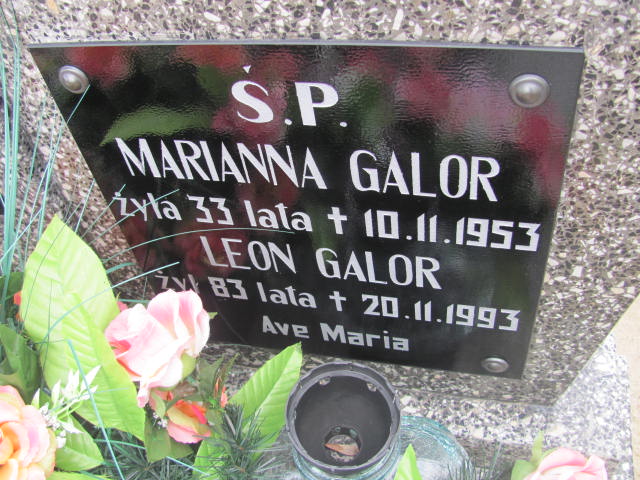 Ś.P.
MARIANNA GALOR
żyła 33 lata † 10.11.1953
LEON GALOR
żył 83 lata † 20.11.1993
Ave Maria